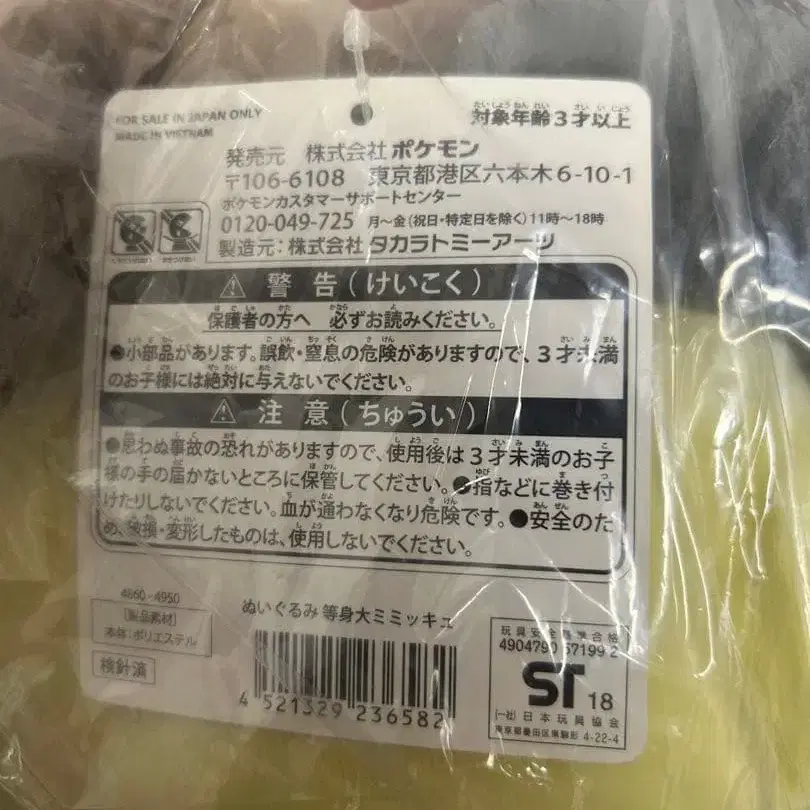 FOR SALE IN JAPAN ONLY
MADE IN VIETNAM
対象年齢3才以上
発売元 株式会社ポケモン
〒106-6108 東京都港区六本木6-10-1
ポケモンカスタマーサポートセンター
0120-049-725 月~金(祝日・特定日を除く)11時~18時
製造元:株式会社 タカラトミーアーツ
⚠ 警告(けいこく)
保護者の方へ 必ずお読みください。
●小部品があります。誤飲・窒息の危険がありますので、3才未満
のお子様には絶対に与えないでください。
⚠ 注意(ちゅうい)
●思わぬ事故の恐れがありますので、使用後は3才未満のお子
様の手の届かないところに保管してください。●指などに巻き付
けたりしないでください。血が通わなくなり危険です。●安全のた
め、破損・変形したものは、使用しないでください。
4860-4950
[製品素材]
本体:ポリエステル
検針済
ぬいぐるみ 等身大ミミッキュ
4 521329 236582
玩具安全基準合格
4904790 57199 2
ST 18
(一社)日本玩具協会
東京都墨田区東駒形 4-22-4